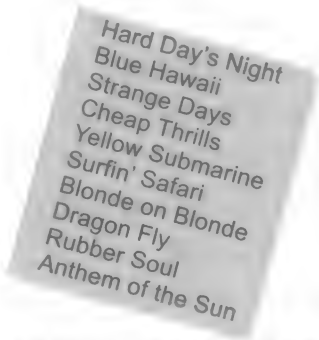 Hard Day's Night
Blue Hawaii
Strange Days
Cheap Thrills
Yellow Submarine
Surfin' Safari
Blonde on Blonde
Dragon Fly
Rubber Soul
Anthem of the Sun